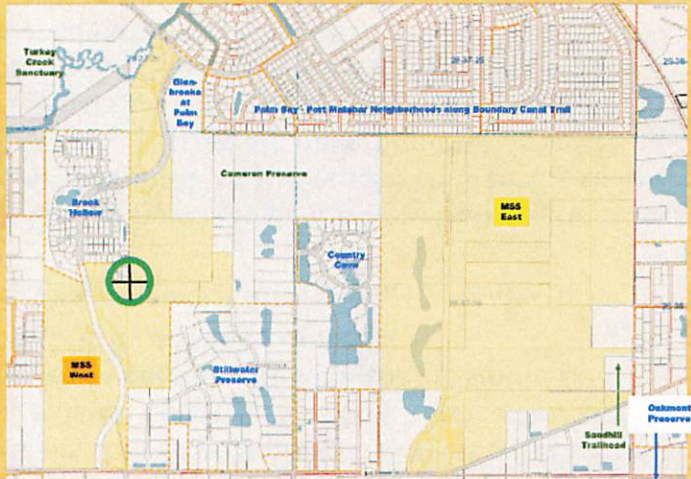 Turkey
Creek
Sanctuary
Glen-
brooke
at
Palm
Bay
Palm Bay - Port Malabar Neighborhoods along Boundary Canal Trail
Cameron Preserve
Brook
Hollow
MSS
East
Country
Cove
MSS
West
Stillwater
Preserve
Oakmont
Preserve
Sandhill
Trailhead